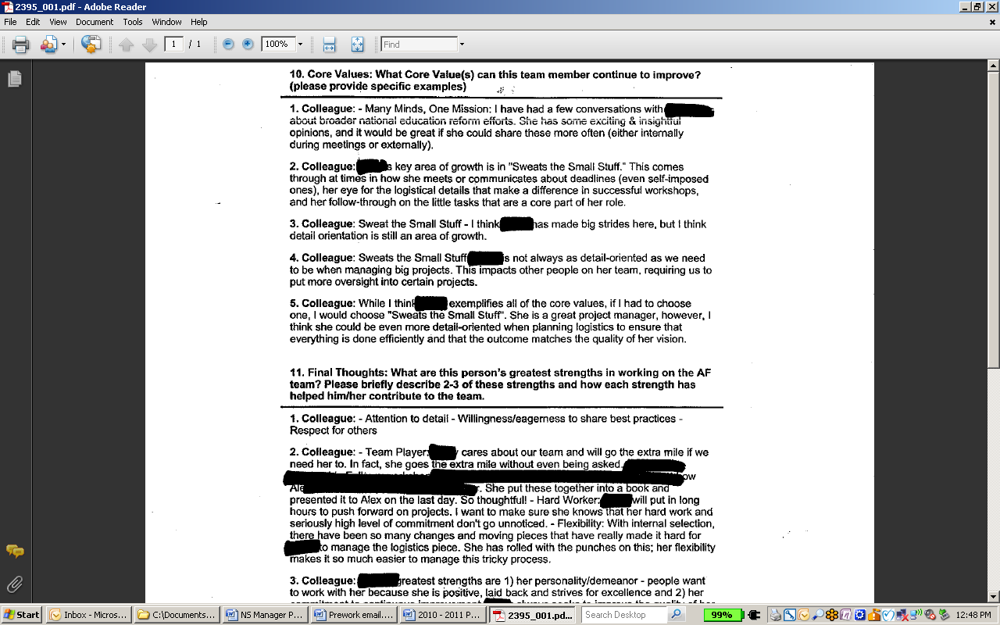 2395_001.pdf - Adobe Reader
File Edit View Document Tools Window Help
1 / 1 100% Find
10. Core Values: What Core Value(s) can this team member continue to improve?
(please provide specific examples)
1. Colleague: - Many Minds, One Mission: I have had a few conversations with
about broader national education reform efforts. She has some exciting & insightful
opinions, and it would be great if she could share these more often (either internally
during meetings or externally).
2. Colleague: s key area of growth is in "Sweats the Small Stuff." This comes
through at times in how she meets or communicates about deadlines (even self-imposed
ones), her eye for the logistical details that make a difference in successful workshops,
and her follow-through on the little tasks that are a core part of her role.
3. Colleague: Sweat the Small Stuff - I think has made big strides here, but I think
detail orientation is still an area of growth.
4. Colleague: Sweats the Small Stuff is not always as detail-oriented as we need
to be when managing big projects. This impacts other people on her team, requiring us to
put more oversight into certain projects.
5. Colleague: While I think exemplifies all of the core values, if I had to choose
one, I would choose "Sweats the Small Stuff". She is a great project manager, however, I
think she could be even more detail-oriented when planning logistics to ensure that
everything is done efficiently and that the outcome matches the quality of her vision.
11. Final Thoughts: What are this person's greatest strengths in working on the AF
team? Please briefly describe 2-3 of these strengths and how each strength has
helped him/her contribute to the team.
1. Colleague: - Attention to detail - Willingness/eagerness to share best practices -
Respect for others
2. Colleague: - Team Player: cares about our team and will go the extra mile if we
need her to. In fact, she goes the extra mile without even being asked.
. She put these together into a book and
presented it to Alex on the last day. So thoughtful! - Hard Worker: will put in long
hours to push forward on projects. I want to make sure she knows that her hard work and
seriously high level of commitment don't go unnoticed. - Flexibility: With internal selection,
there have been so many changes and moving pieces that have really made it hard for
to manage the logistics piece. She has rolled with the punches on this; her flexibility
makes it so much easier to manage this tricky process.
3. Colleague: greatest strengths are 1) her personality/demeanor - people want
to work with her because she is positive, laid back and strives for excellence and 2) her
Start Inbox - Micros... C:\Documents... NS Manager P... Prework email.... 2010 - 2011 P... 2395_001.pd... Search Desktop 99% 12:48 PM